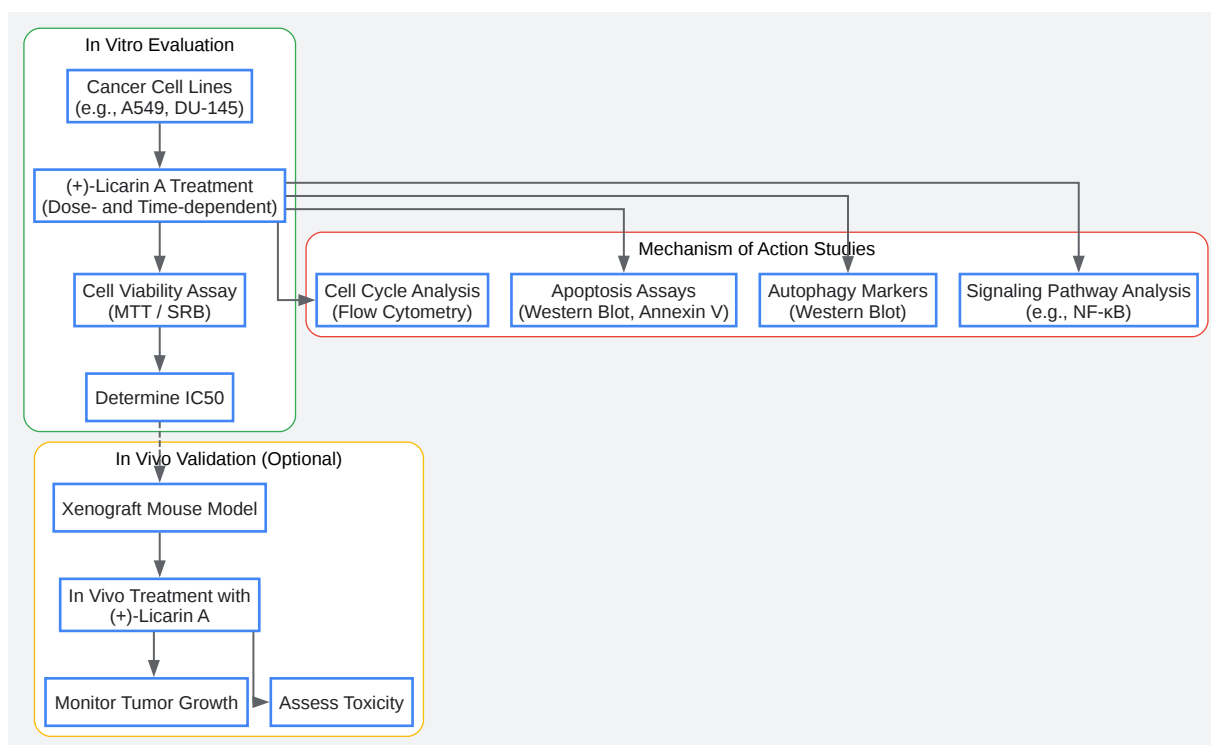 In Vitro Evaluation
Cancer Cell Lines
(e.g., A549, DU-145)
(+)-Licarin A Treatment
(Dose- and Time-dependent)
Cell Viability Assay
(MTT / SRB)
Determine IC50
Mechanism of Action Studies
Cell Cycle Analysis
(Flow Cytometry)
Apoptosis Assays
(Western Blot, Annexin V)
Autophagy Markers
(Western Blot)
Signaling Pathway Analysis
(e.g., NF-κB)
In Vivo Validation (Optional)
Xenograft Mouse Model
In Vivo Treatment with
(+)-Licarin A
Monitor Tumor Growth
Assess Toxicity